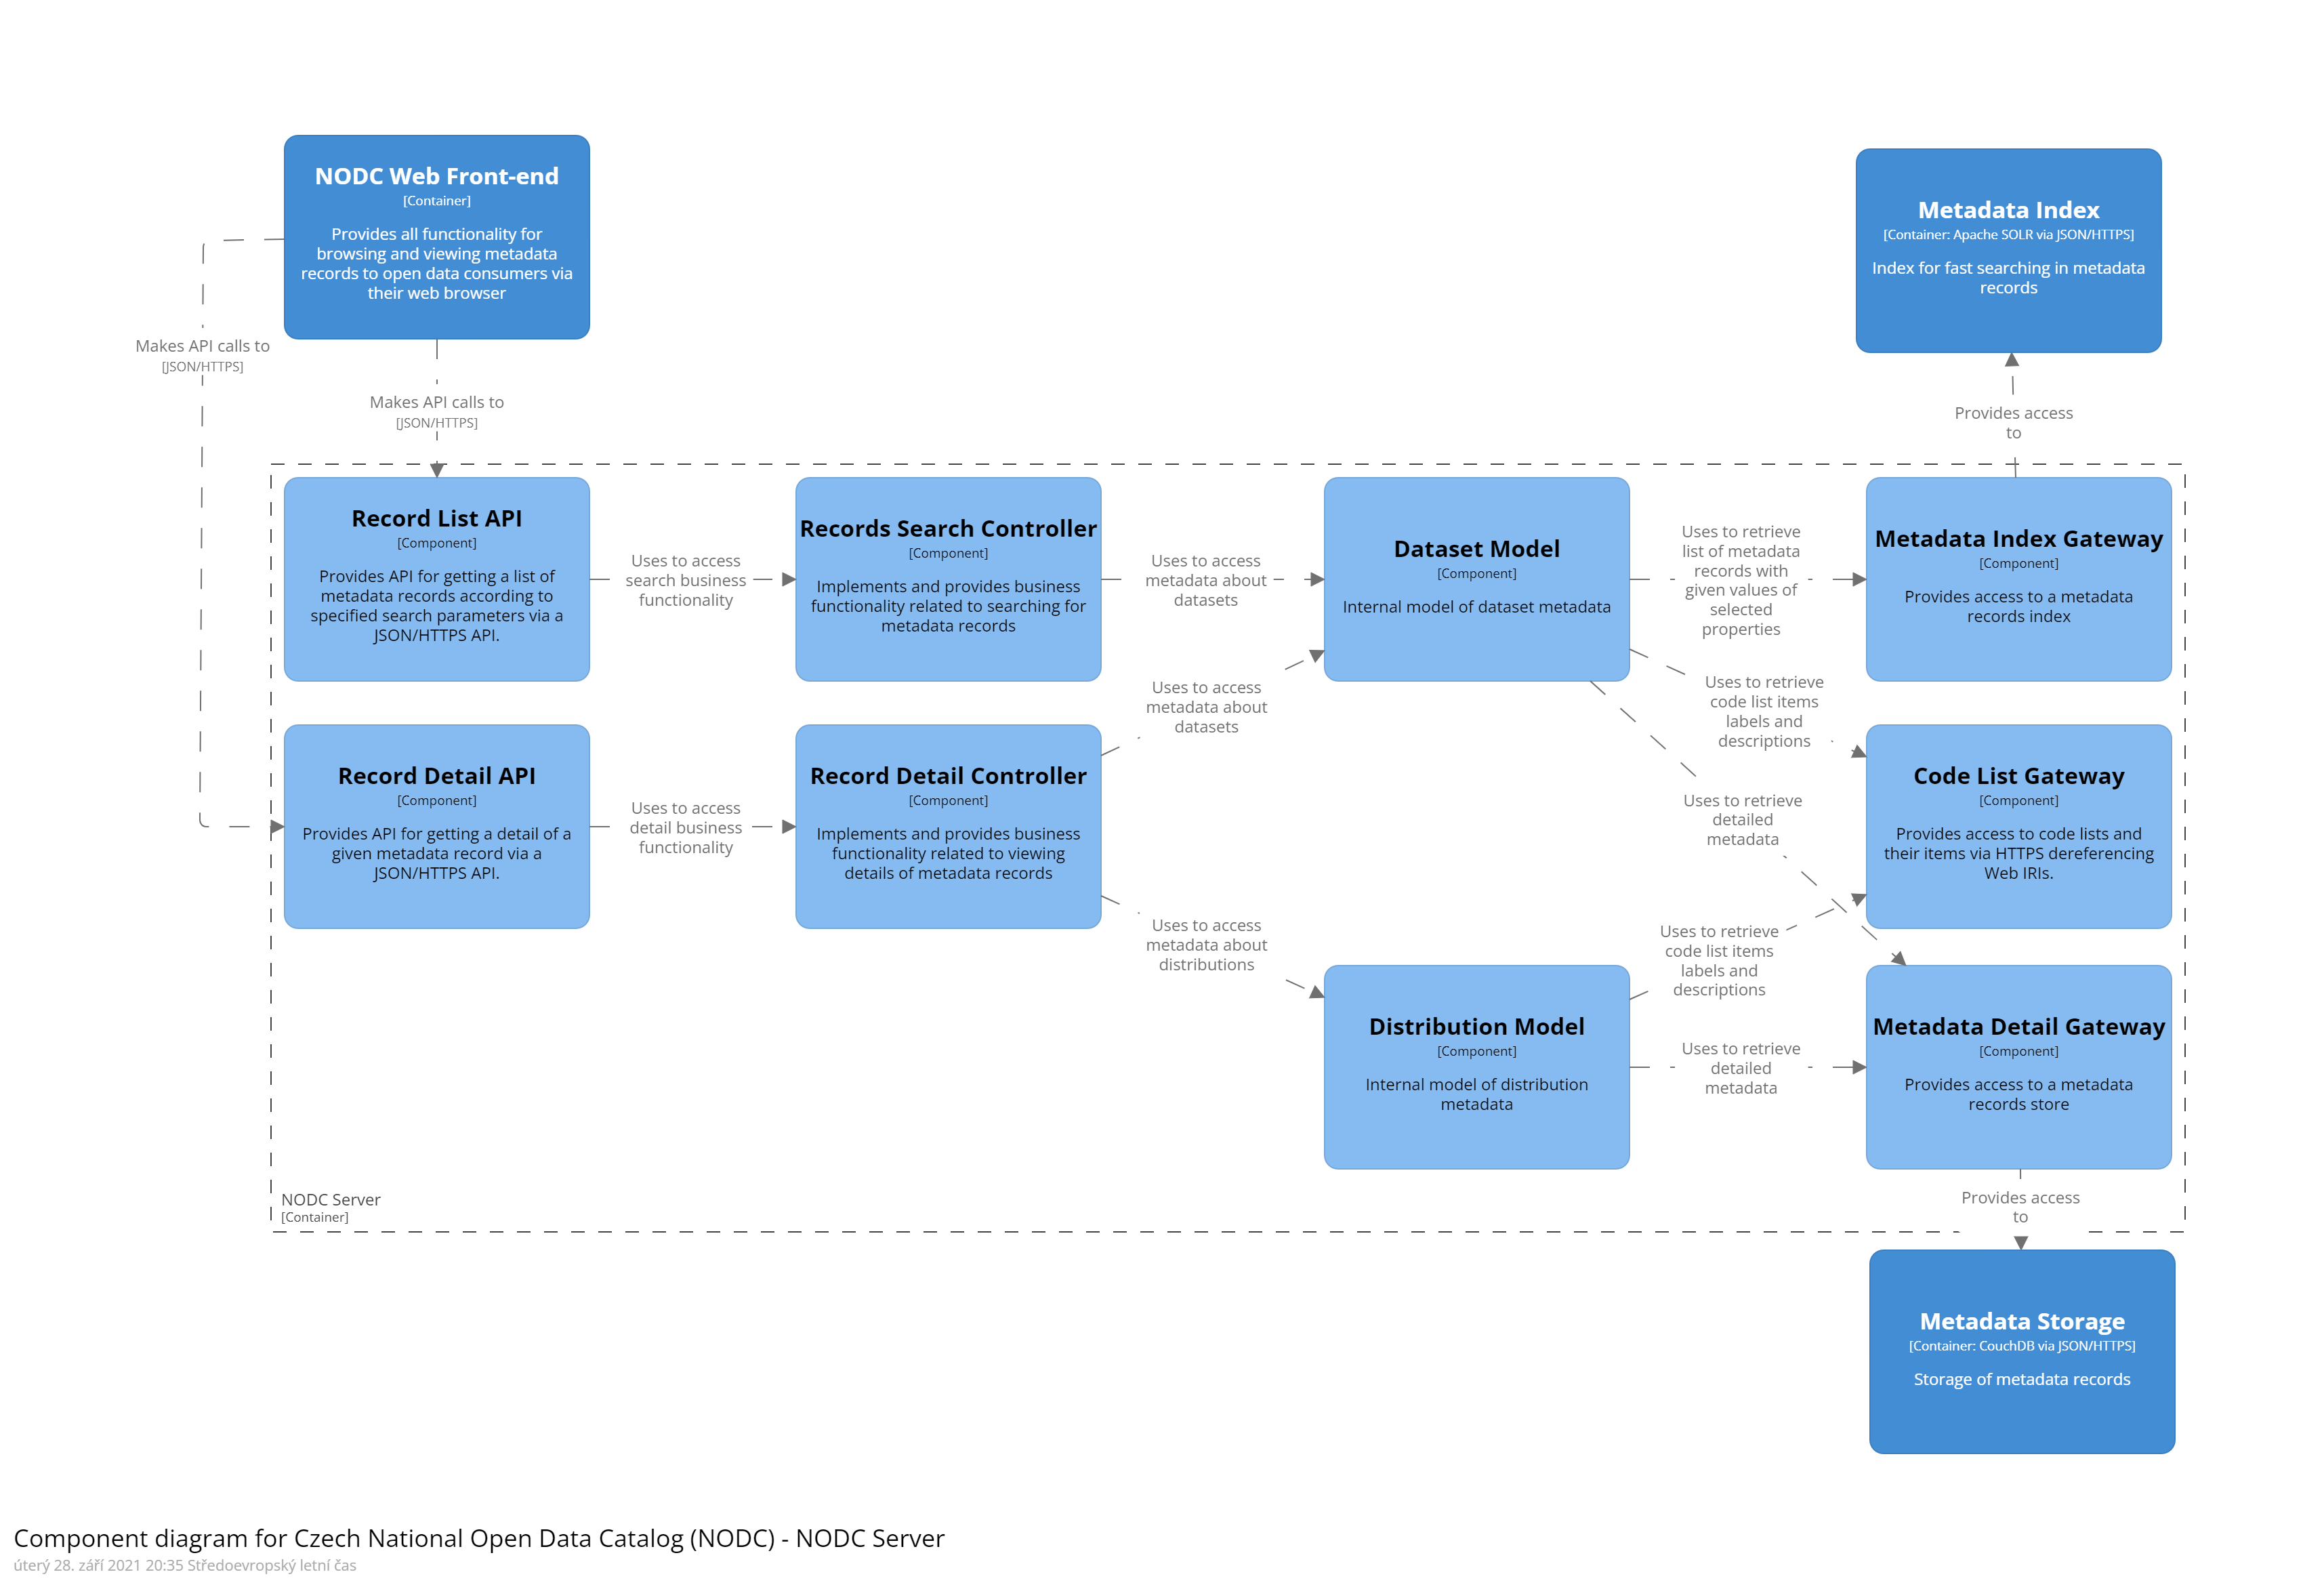 NODC Web Front-end
[Container]
Provides all functionality for
browsing and viewing metadata
records to open data consumers via
their web browser
Metadata Index
[Container: Apache SOLR via JSON/HTTPS]
Index for fast searching in metadata
records
Makes API calls to
[JSON/HTTPS]
Makes API calls to
[JSON/HTTPS]
Provides access
to
Record List API
[Component]
Provides API for getting a list of
metadata records according to
specified search parameters via a
JSON/HTTPS API.
Uses to access
search business
functionality
Records Search Controller
[Component]
Implements and provides business
functionality related to searching for
metadata records
Uses to access
metadata about
datasets
Dataset Model
[Component]
Internal model of dataset metadata
Uses to retrieve
list of metadata
records with
given values of
selected
properties
Metadata Index Gateway
[Component]
Provides access to a metadata
records index
Uses to access
metadata about
datasets
Uses to retrieve
code list items
labels and
descriptions
Record Detail API
[Component]
Provides API for getting a detail of a
given metadata record via a
JSON/HTTPS API.
Uses to access
detail business
functionality
Record Detail Controller
[Component]
Implements and provides business
functionality related to viewing
details of metadata records
Uses to retrieve
detailed
metadata
Code List Gateway
[Component]
Provides access to code lists and
their items via HTTPS dereferencing
Web IRIs.
Uses to access
metadata about
distributions
Uses to retrieve
code list items
labels and
descriptions
Distribution Model
[Component]
Internal model of distribution
metadata
Uses to retrieve
detailed
metadata
Metadata Detail Gateway
[Component]
Provides access to a metadata
records store
NODC Server
[Container]
Provides access
to
Metadata Storage
[Container: CouchDB via JSON/HTTPS]
Storage of metadata records
Component diagram for Czech National Open Data Catalog (NODC) - NODC Server
úterý 28. září 2021 20:35 Středoevropský letní čas